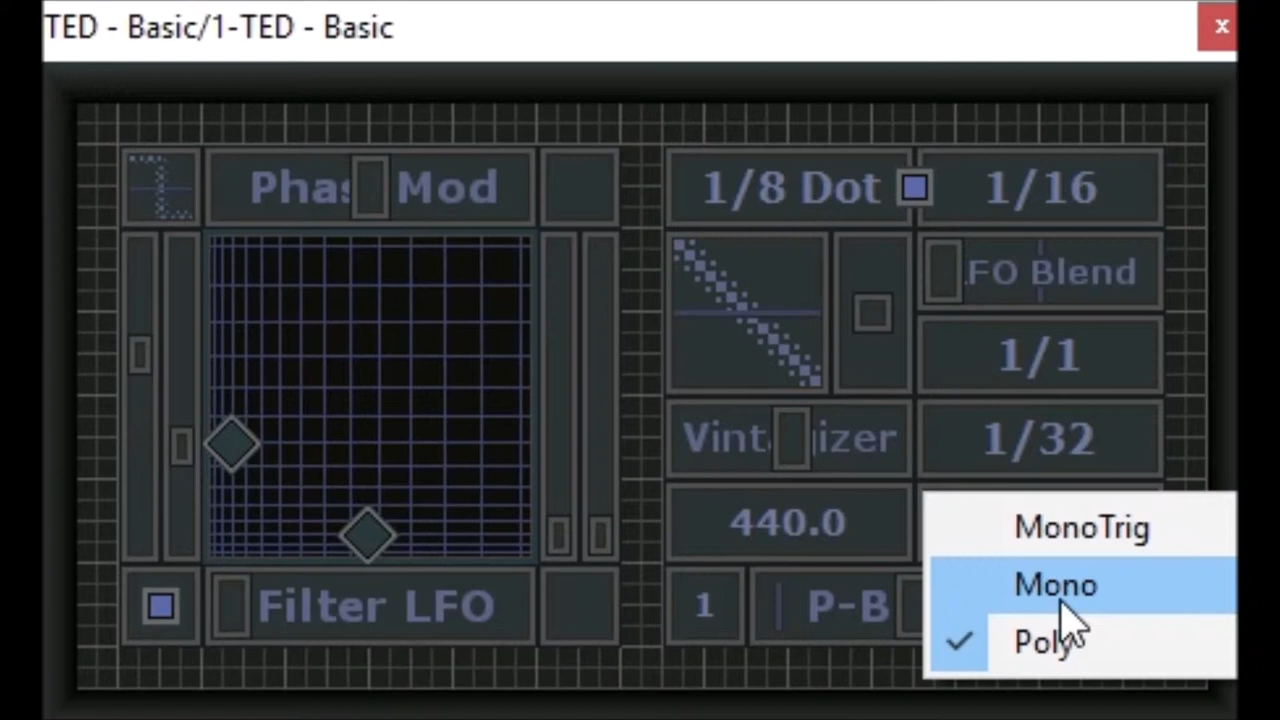 TED - Basic/1-TED - Basic
x
Phas Mod
1/8 Dot
1/16
FO Blend
1/1
Vint izer
1/32
440.0
MonoTrig
Mono
Poly
Filter LFO
1
P-B